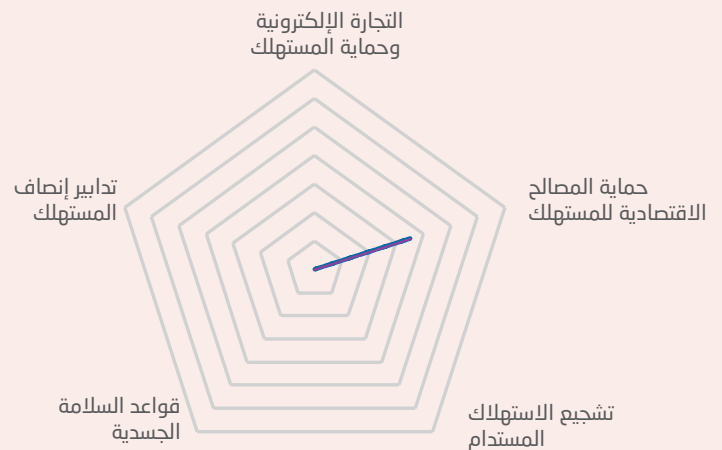 التجارة الإلكترونية
وحماية المستهلك
حماية المصالح
الاقتصادية للمستهلك
تدابير إنصاف
المستهلك
تشجيع الاستهلاك
المستدام
قواعد السلامة
الجسدية